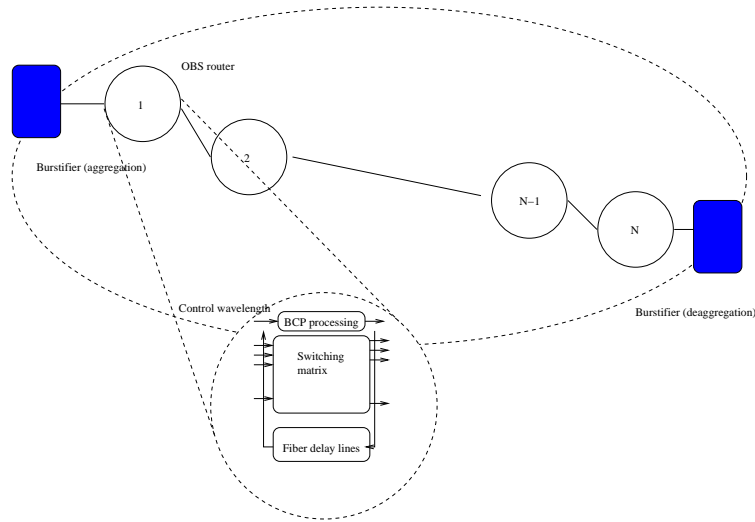 OBS router
1
2
Burstifier (aggregation)
N−1
N
Burstifier (deaggregation)
Control wavelength
BCP processing
Switching
matrix
Fiber delay lines